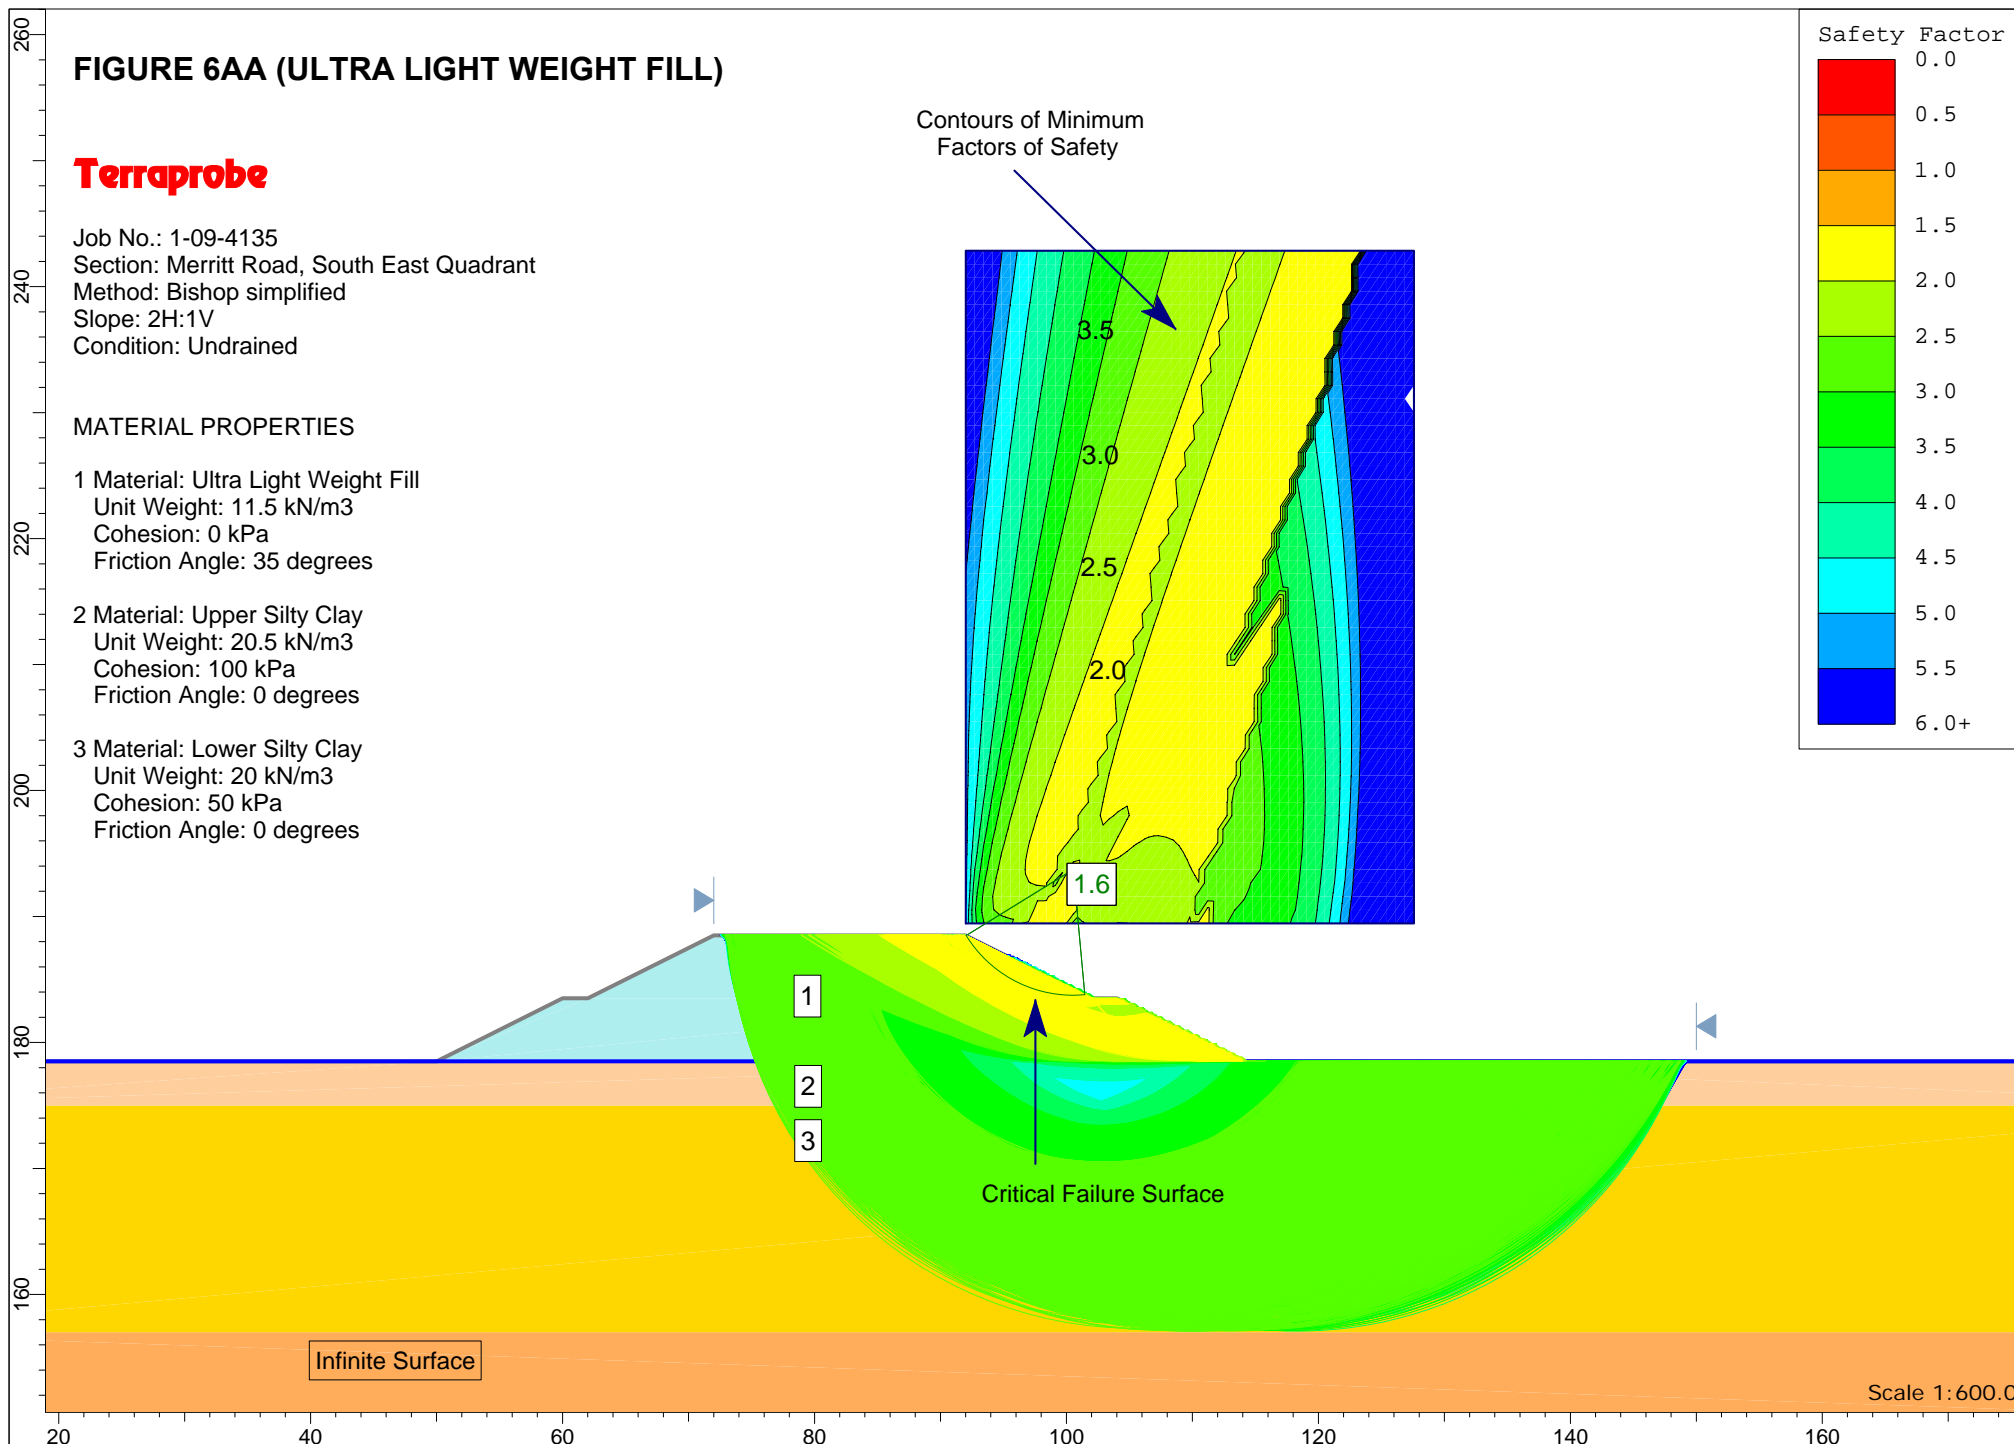 FIGURE 6AA (ULTRA LIGHT WEIGHT FILL)
Terraprobe
Job No.: 1-09-4135
Section: Merritt Road, South East Quadrant
Method: Bishop simplified
Slope: 2H:1V
Condition: Undrained
MATERIAL PROPERTIES
1 Material: Ultra Light Weight Fill
Unit Weight: 11.5 kN/m3
Cohesion: 0 kPa
Friction Angle: 35 degrees
2 Material: Upper Silty Clay
Unit Weight: 20.5 kN/m3
Cohesion: 100 kPa
Friction Angle: 0 degrees
3 Material: Lower Silty Clay
Unit Weight: 20 kN/m3
Cohesion: 50 kPa
Friction Angle: 0 degrees
Contours of Minimum
Factors of Safety
3.5
3.0
2.5
2.0
1.6
Safety Factor
0.0
0.5
1.0
1.5
2.0
2.5
3.0
3.5
4.0
4.5
5.0
5.5
6.0+
1
2
3
Critical Failure Surface
Infinite Surface
Scale 1:600.0
260
240
220
200
180
160
20
40
60
80
100
120
140
160